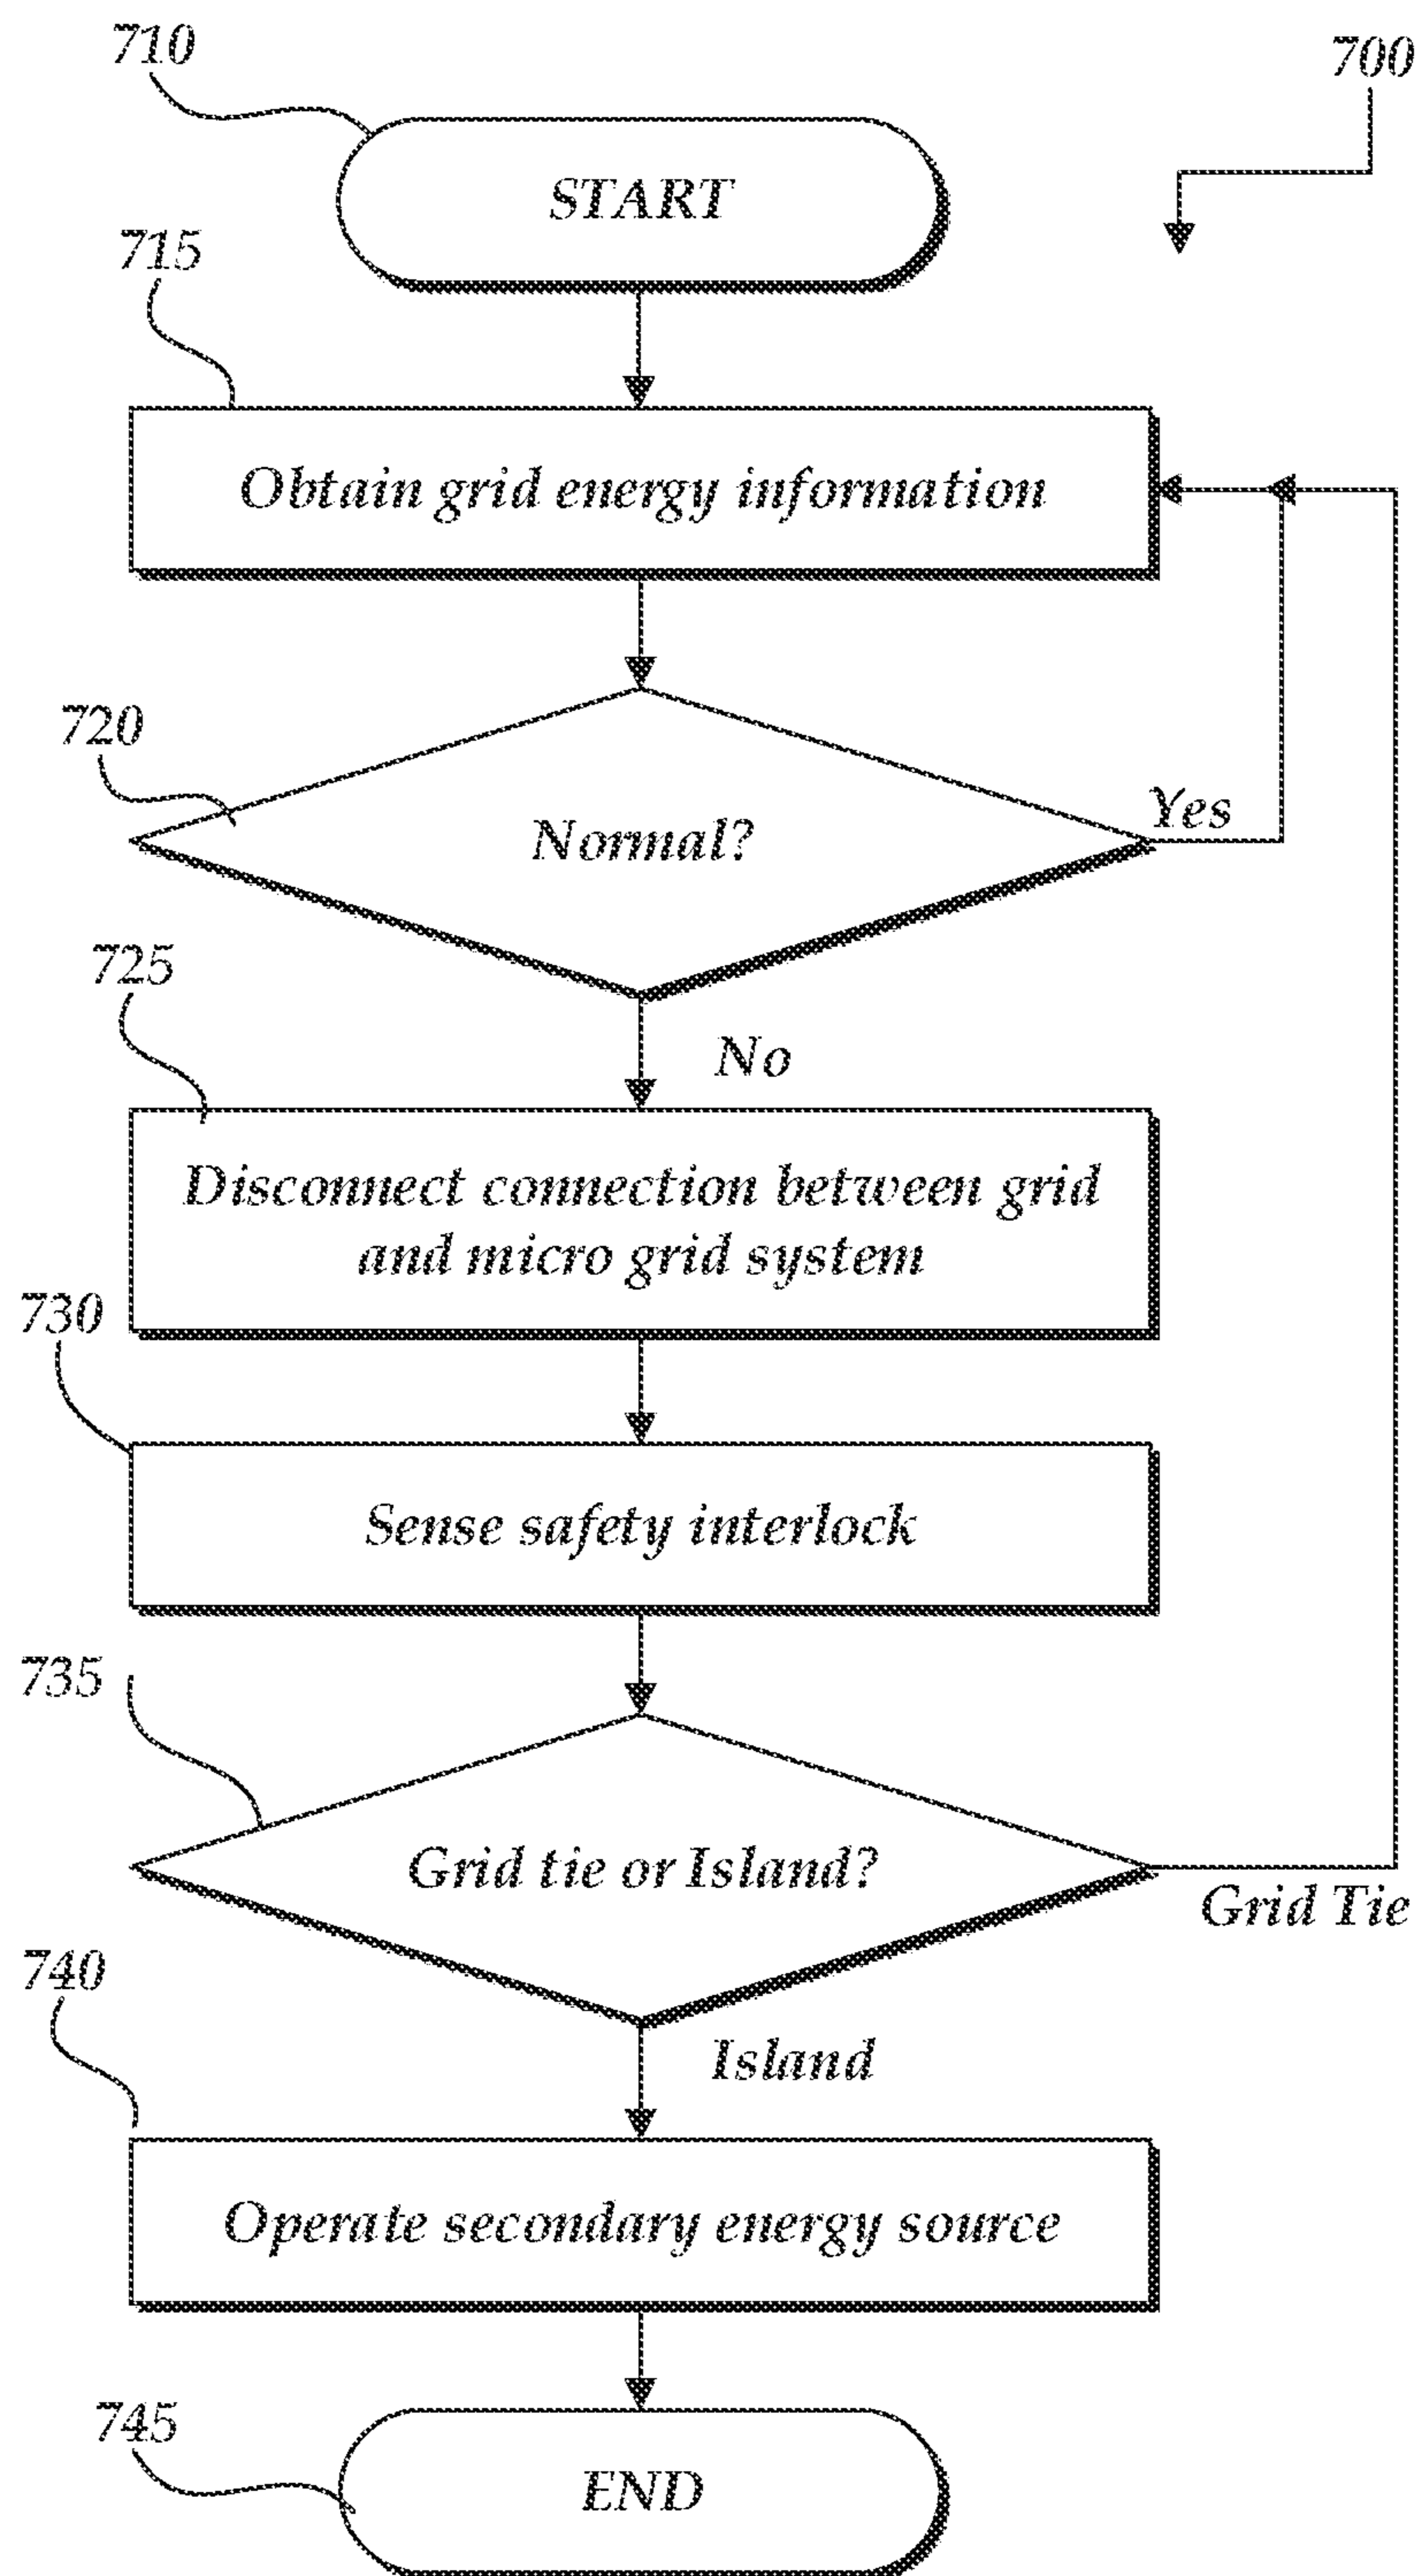 710
700
START
715
Obtain grid energy information
720
Yes
Normal?
725
No
Disconnect connection between grid
and micro grid system
730
Sense safety interlock
735
Grid tie or Island?
Grid Tie
740
Island
Operate secondary energy source
745
END